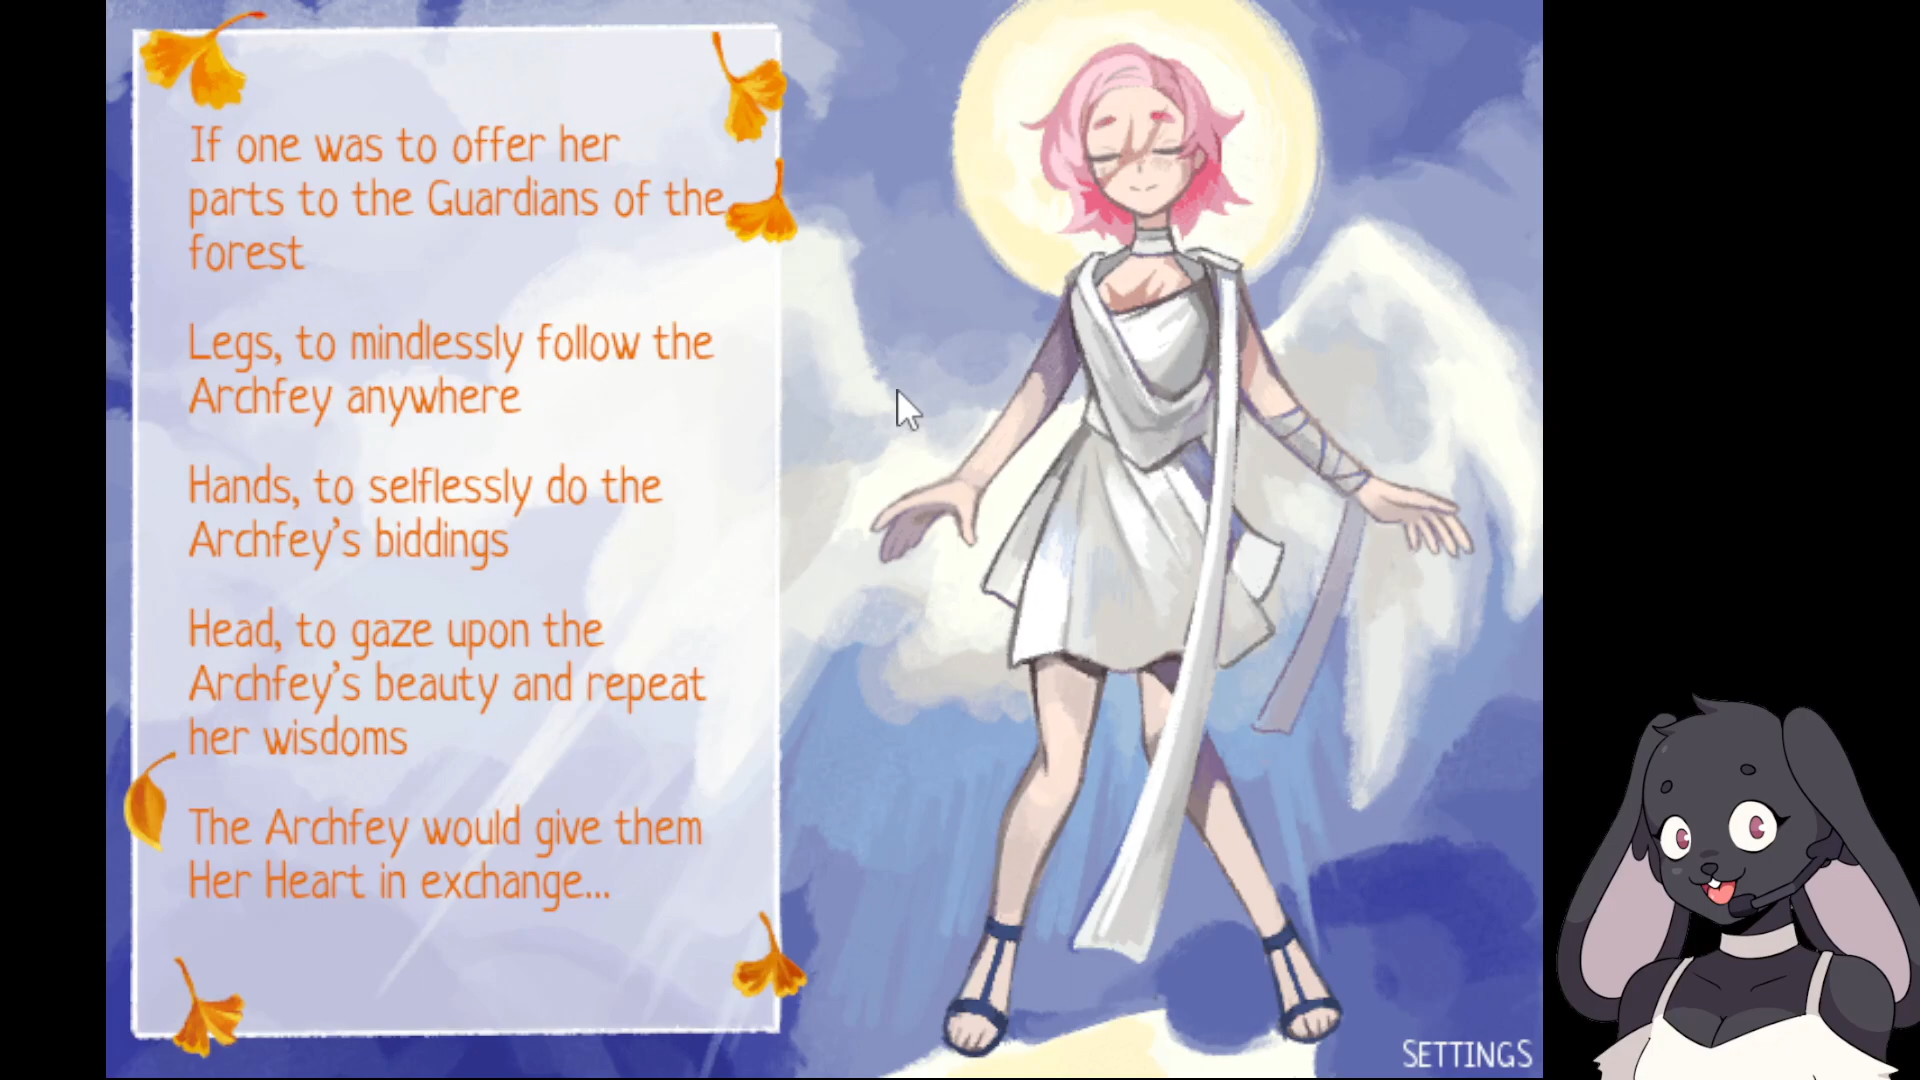 If one was to offer her
parts to the Guardians of the
forest
Legs, to mindlessly follow the
Archfey anywhere
Hands, to selflessly do the
Archfey's biddings
Head, to gaze upon the
Archfey's beauty and repeat
her wisdoms
The Archfey would give them
Her Heart in exchange...
SETTINGS